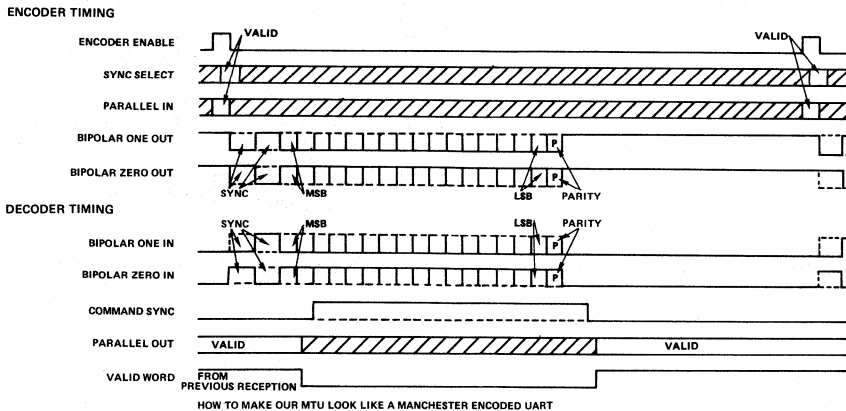 ENCODER TIMING
ENCODER ENABLE
VALID
VALID
SYNC SELECT
PARALLEL IN
BIPOLAR ONE OUT
P
BIPOLAR ZERO OUT
P
SYNC
MSB
LSB
PARITY
DECODER TIMING
SYNC
MSB
LSB
PARITY
BIPOLAR ONE IN
P
BIPOLAR ZERO IN
P
COMMAND SYNC
PARALLEL OUT
VALID
VALID
VALID WORD
FROM
PREVIOUS RECEPTION
HOW TO MAKE OUR MTU LOOK LIKE A MANCHESTER ENCODED UART